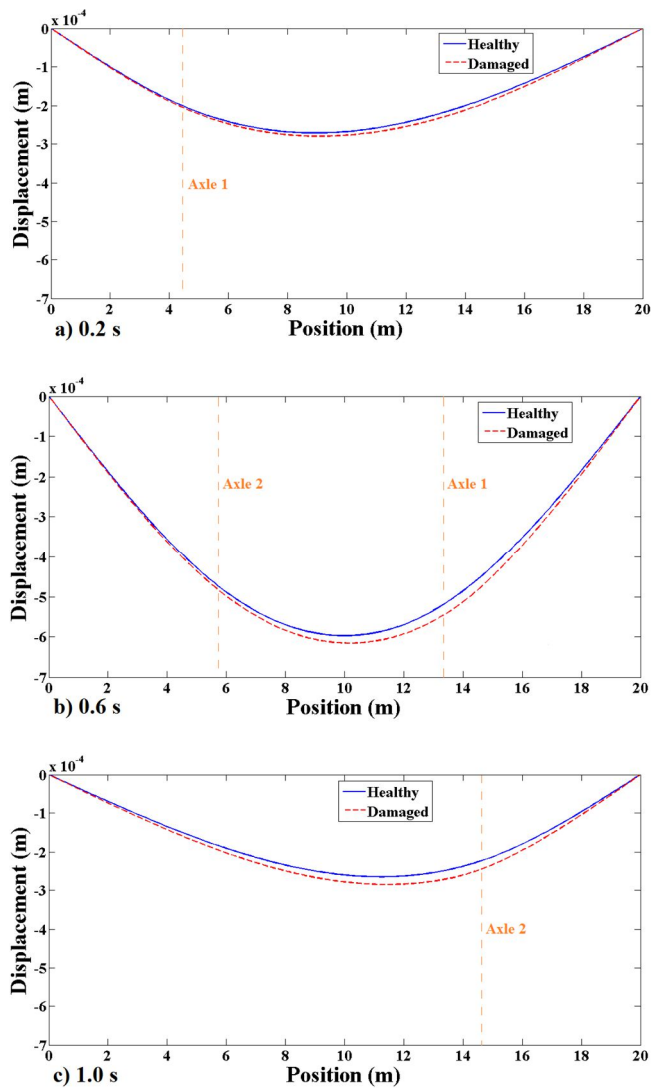 x 10⁻⁴
0
-1
-2
-3
-4
-5
-6
-7
Displacement (m)
Healthy
Damaged
Axle 1
0 2 4 6 8 10 12 14 16 18 20
Position (m)
a) 0.2 s
x 10⁻⁴
0
-1
-2
-3
-4
-5
-6
-7
Displacement (m)
Healthy
Damaged
Axle 2 Axle 1
0 2 4 6 8 10 12 14 16 18 20
Position (m)
b) 0.6 s
x 10⁻⁴
0
-1
-2
-3
-4
-5
-6
-7
Displacement (m)
Healthy
Damaged
Axle 2
0 2 4 6 8 10 12 14 16 18 20
Position (m)
c) 1.0 s